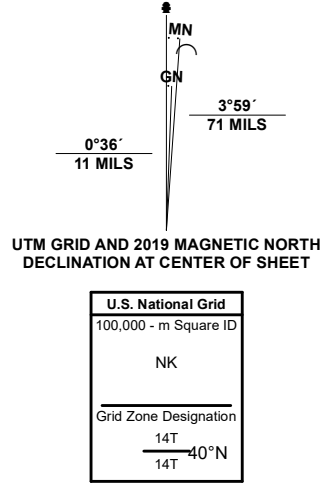 MN
GN
3°59´
71 MILS
0°36´
11 MILS
UTM GRID AND 2019 MAGNETIC NORTH
DECLINATION AT CENTER OF SHEET
U.S. National Grid
100,000 - m Square ID
NK
Grid Zone Designation
14T
40°N
14T